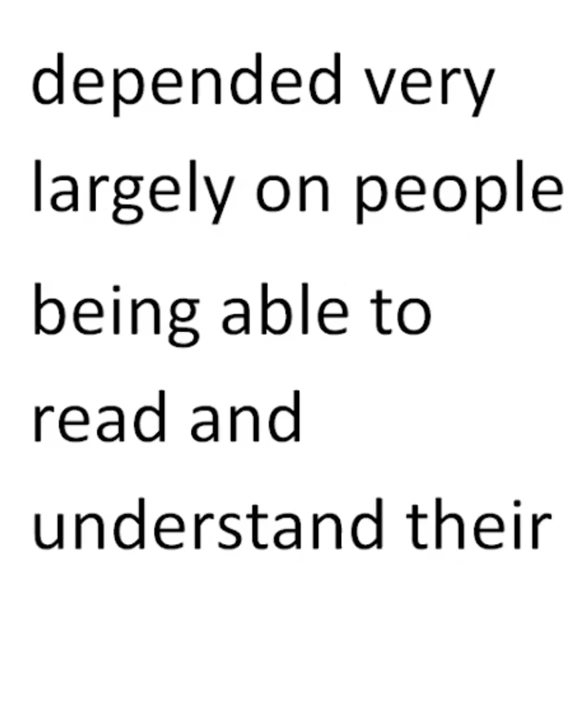 depended very
largely on people
being able to
read and
understand their